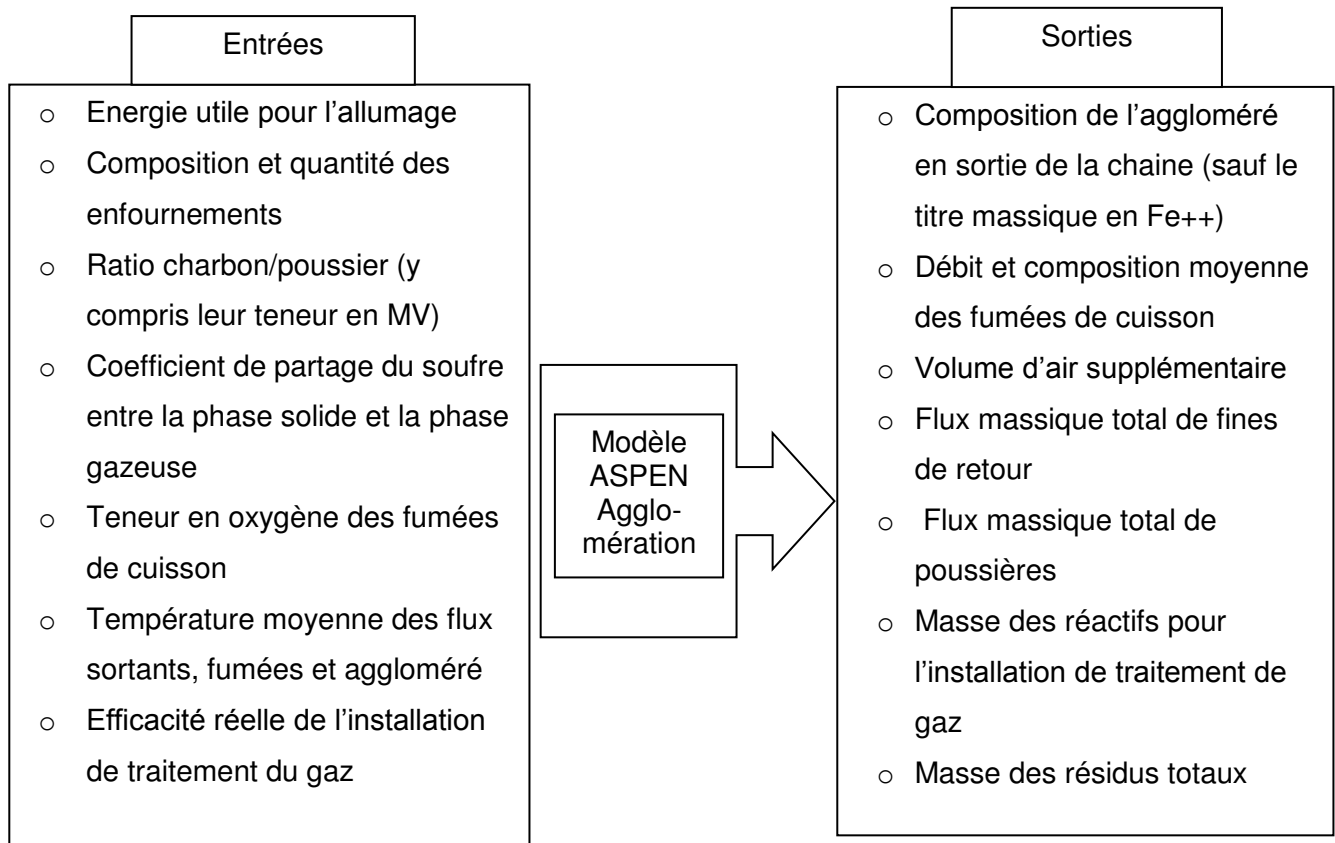 Entrées
○ Energie utile pour l’allumage
○ Composition et quantité des
enfournements
○ Ratio charbon/poussier (y
compris leur teneur en MV)
○ Coefficient de partage du soufre
entre la phase solide et la phase
gazeuse
○ Teneur en oxygène des fumées
de cuisson
○ Température moyenne des flux
sortants, fumées et aggloméré
○ Efficacité réelle de l’installation
de traitement du gaz
Modèle
ASPEN
Agglo-
mération
Sorties
○ Composition de l’aggloméré
en sortie de la chaine (sauf le
titre massique en Fe++)
○ Débit et composition moyenne
des fumées de cuisson
○ Volume d’air supplémentaire
○ Flux massique total de fines
de retour
○ Flux massique total de
poussières
○ Masse des réactifs pour
l’installation de traitement de
gaz
○ Masse des résidus totaux